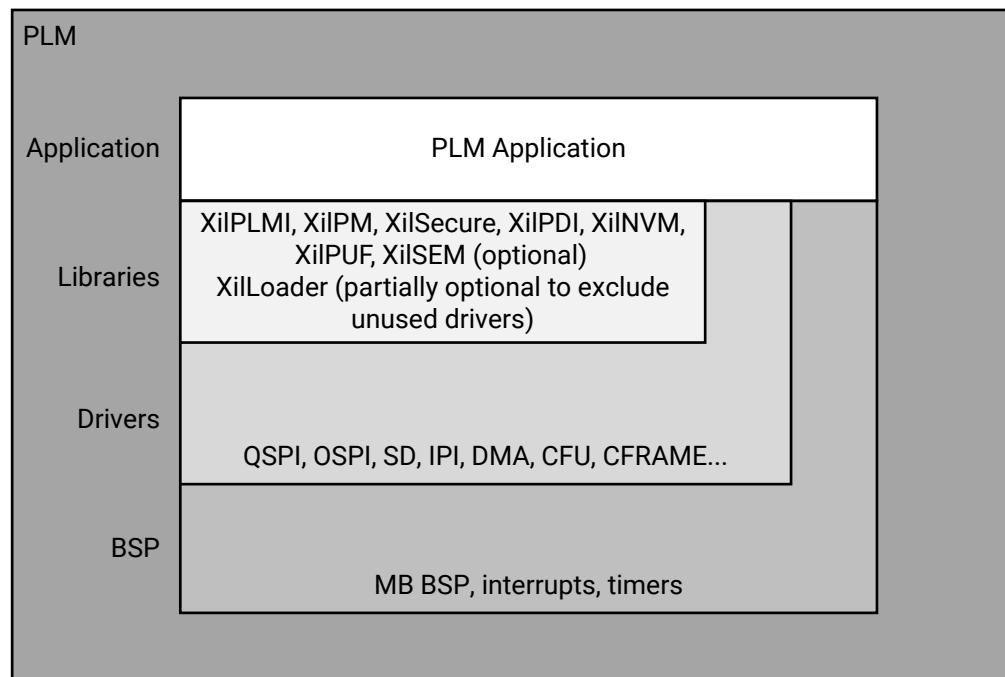 PLM
Application
PLM Application
Libraries
XilPLMI, XilPM, XilSecure, XilPDI, XilNVM,
XilPUF, XilSEM (optional)
XilLoader (partially optional to exclude
unused drivers)
Drivers
QSPI, OSPI, SD, IPI, DMA, CFU, CFRAME...
BSP
MB BSP, interrupts, timers